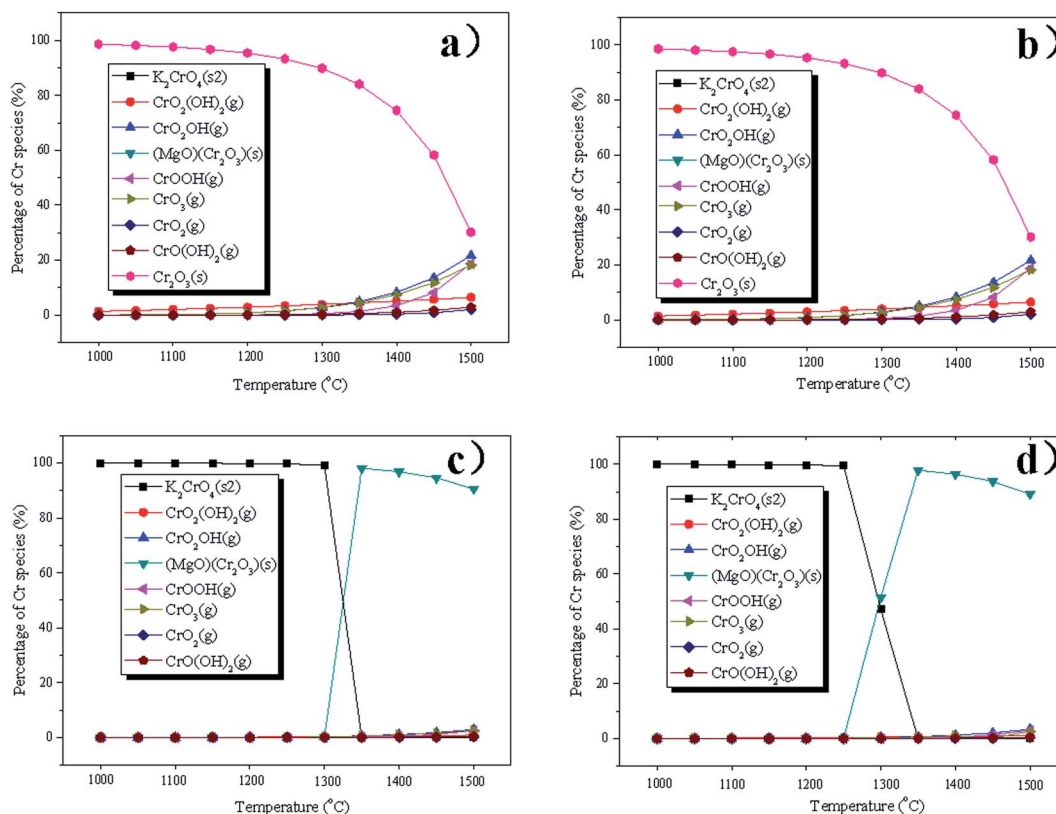 a)
Percentage of Cr species (%)
100
80
60
40
20
0
K₂CrO₄(s2)
CrO₂(OH)₂(g)
CrO₂OH(g)
(MgO)(Cr₂O₃)(s)
CrOOH(g)
CrO₃(g)
CrO₂(g)
CrO(OH)₂(g)
Cr₂O₃(s)
1000 1100 1200 1300 1400 1500
Temperature (°C)
b)
Percentage of Cr species (%)
100
80
60
40
20
0
K₂CrO₄(s2)
CrO₂(OH)₂(g)
CrO₂OH(g)
(MgO)(Cr₂O₃)(s)
CrOOH(g)
CrO₃(g)
CrO₂(g)
CrO(OH)₂(g)
Cr₂O₃(s)
1000 1100 1200 1300 1400 1500
Temperature (°C)
c)
Percentage of Cr species (%)
100
80
60
40
20
0
K₂CrO₄(s2)
CrO₂(OH)₂(g)
CrO₂OH(g)
(MgO)(Cr₂O₃)(s)
CrOOH(g)
CrO₃(g)
CrO₂(g)
CrO(OH)₂(g)
1000 1100 1200 1300 1400 1500
Temperature (°C)
d)
Percentage of Cr species (%)
100
80
60
40
20
0
K₂CrO₄(s2)
CrO₂(OH)₂(g)
CrO₂OH(g)
(MgO)(Cr₂O₃)(s)
CrOOH(g)
CrO₃(g)
CrO₂(g)
CrO(OH)₂(g)
1000 1100 1200 1300 1400 1500
Temperature (°C)